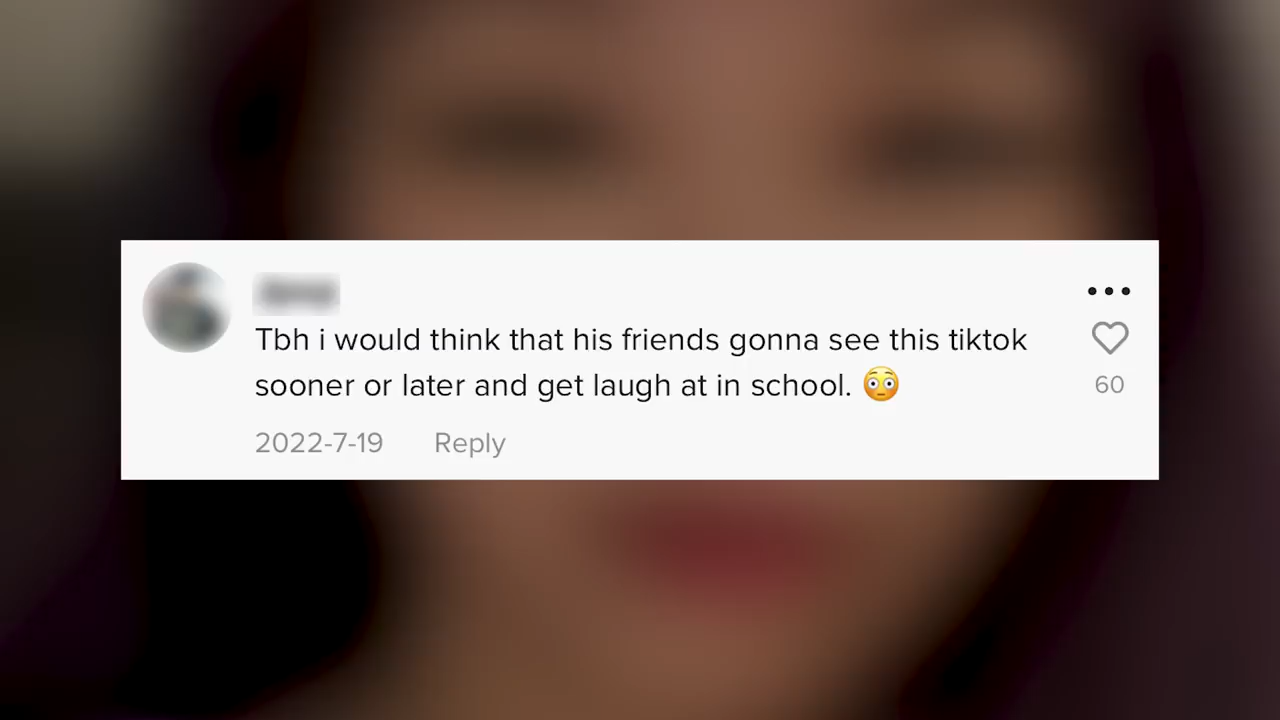 Tbh i would think that his friends gonna see this tiktok
sooner or later and get laugh at in school. 😳
60
2022-7-19 Reply